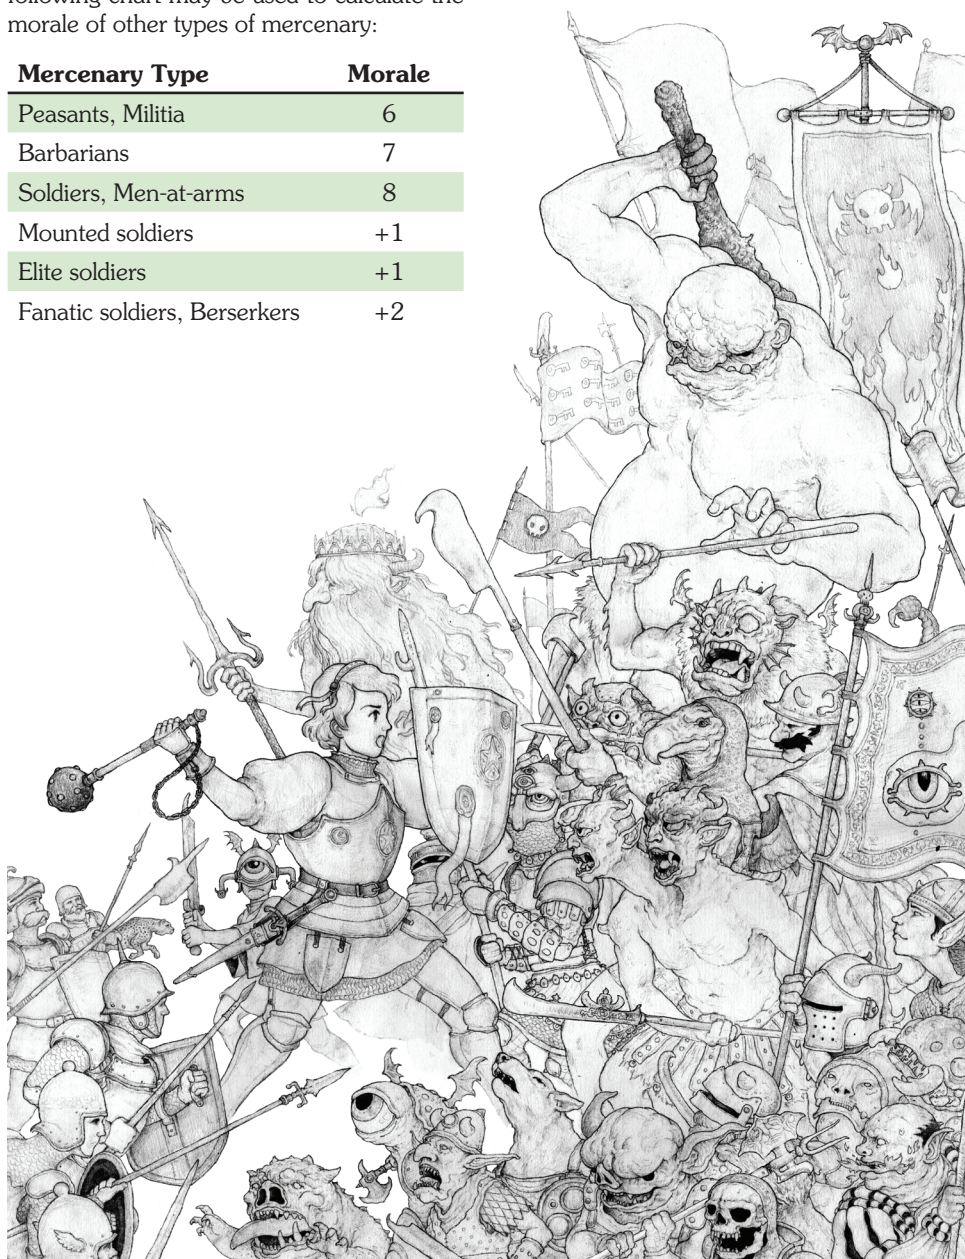 following chart may be used to calculate the
morale of other types of mercenary:
Mercenary Type Morale
Peasants, Militia 6
Barbarians 7
Soldiers, Men-at-arms 8
Mounted soldiers +1
Elite soldiers +1
Fanatic soldiers, Berserkers +2